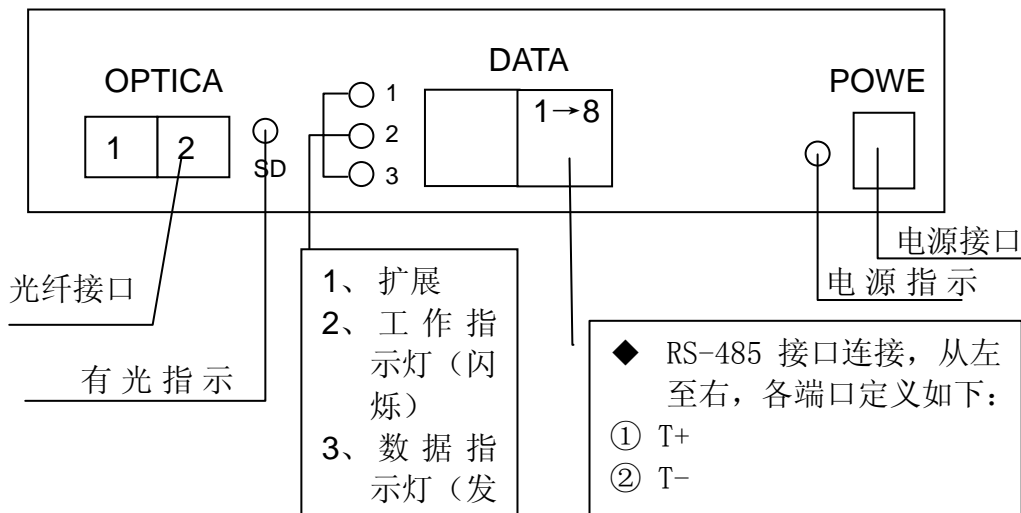 DATA
OPTICA
POWE
1
2
3
1→8
1 2
SD
电源接口
电源指示
光纤接口
有光指示
1、扩展
2、工作指
示灯（闪
烁）
3、数据指
示灯（发
◆ RS-485 接口连接，从左
至右，各端口定义如下：
① T+
② T-